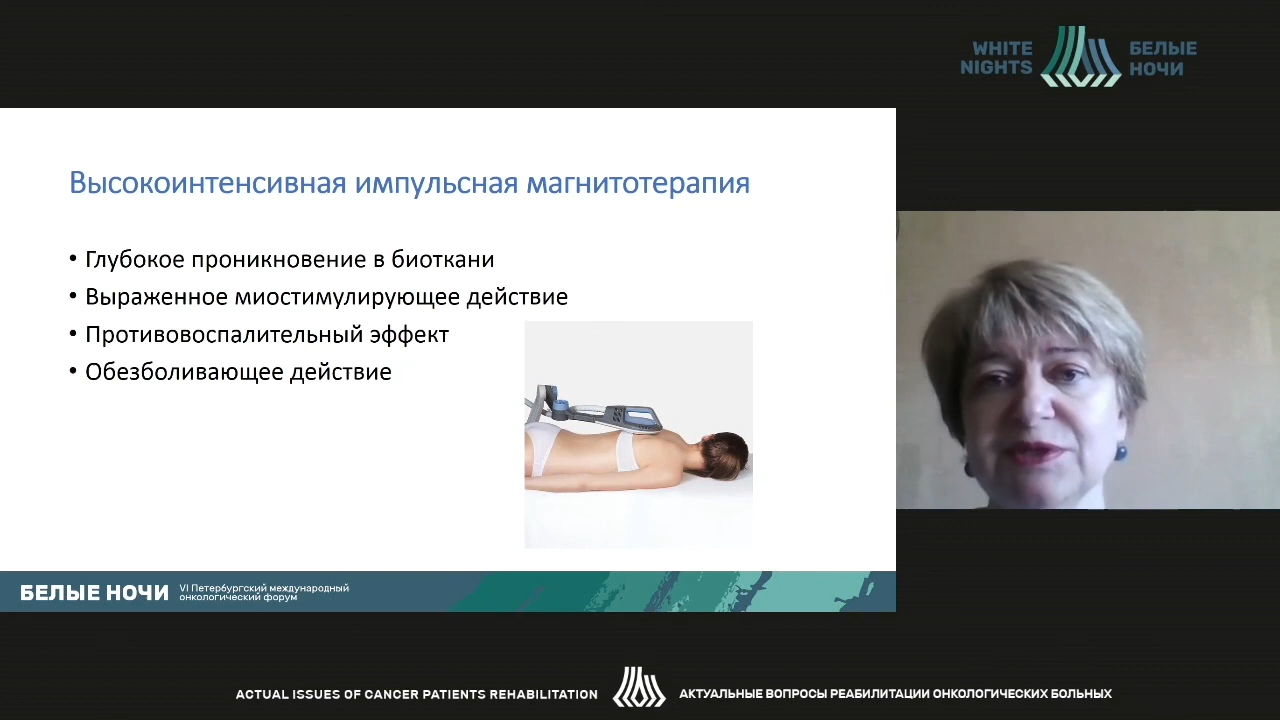 WHITE
NIGHTS
БЕЛЫЕ
НОЧИ
Высокоинтенсивная импульсная магнитотерапия
• Глубокое проникновение в биоткани
• Выраженное миостимулирующее действие
• Противовоспалительный эффект
• Обезболивающее действие
БЕЛЫЕ НОЧИ
VI Петербургский международный
онкологический форум
ACTUAL ISSUES OF CANCER PATIENTS REHABILITATION
АКТУАЛЬНЫЕ ВОПРОСЫ РЕАБИЛИТАЦИИ ОНКОЛОГИЧЕСКИХ БОЛЬНЫХ